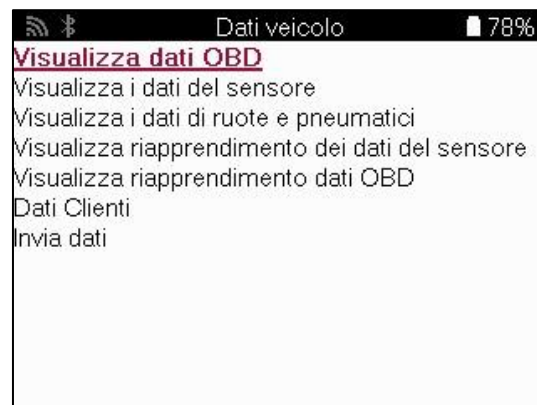 Dati veicolo 78%
Visualizza dati OBD
Visualizza i dati del sensore
Visualizza i dati di ruote e pneumatici
Visualizza riapprendimento dei dati del sensore
Visualizza riapprendimento dati OBD
Dati Clienti
Invia dati